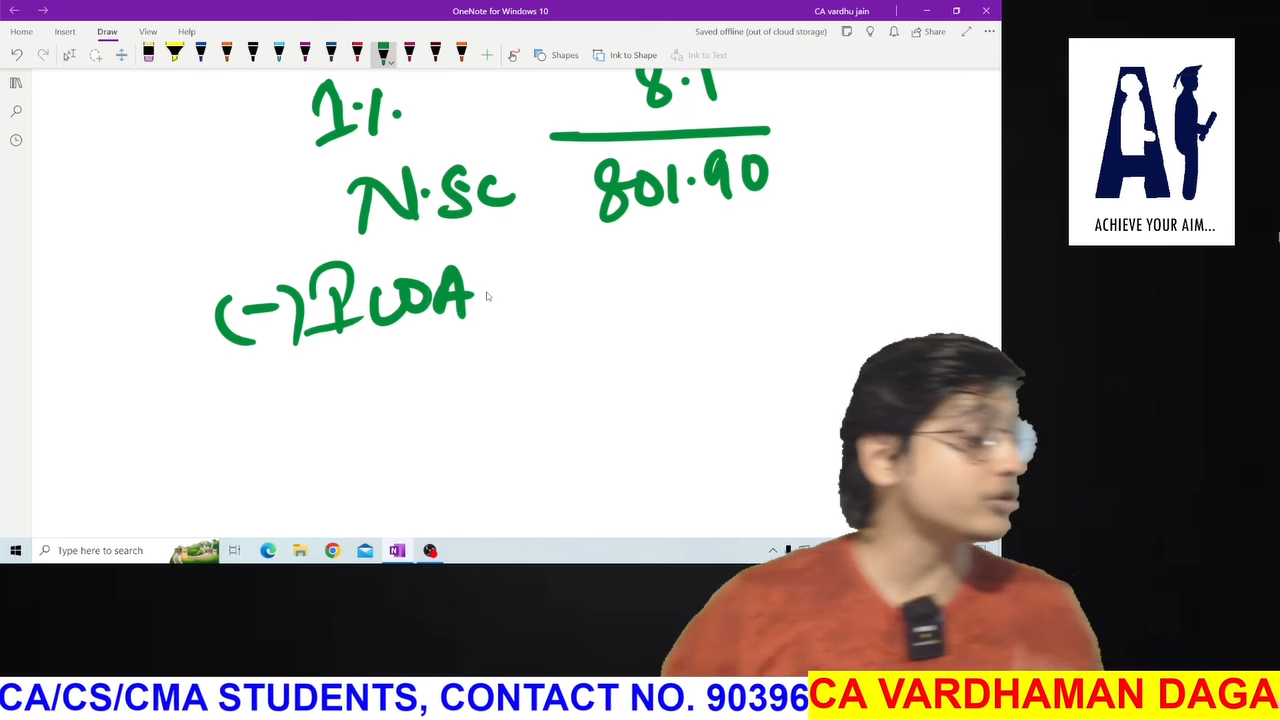 OneNote for Windows 10
CA vardhu jain
Home Insert Draw View Help
Saved offline (out of cloud storage)
Share
Shapes
Ink to Shape
Ink to Text
8.1
1.%.
N.SC 801.90
(-) I
Type here to search
AI
ACHIEVE YOUR AIM...
CA/CS/CMA STUDENTS, CONTACT NO. 90396
CA VARDHAMAN DAGA